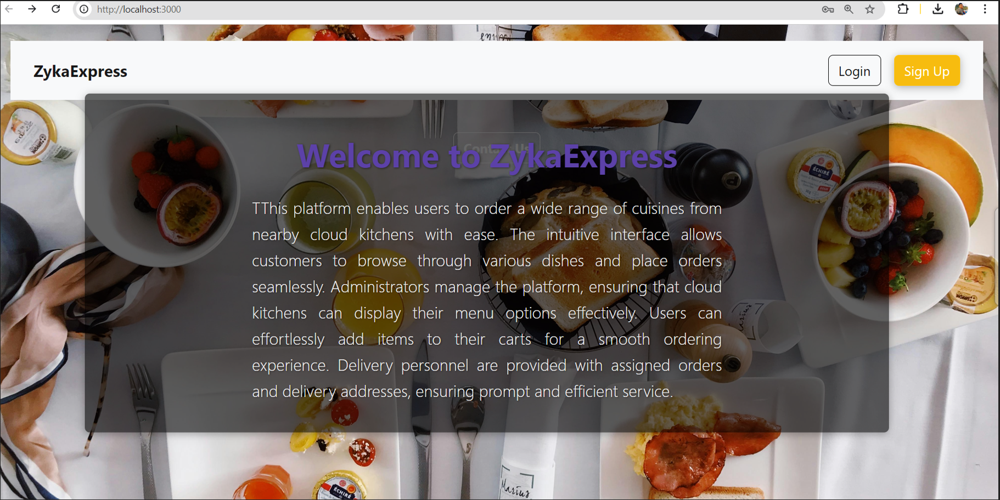 http://localhost:3000
ZykaExpress
Login
Sign Up
Contact Us
Welcome to ZykaExpress
TThis platform enables users to order a wide range of cuisines from
nearby cloud kitchens with ease. The intuitive interface allows
customers to browse through various dishes and place orders
seamlessly. Administrators manage the platform, ensuring that cloud
kitchens can display their menu options effectively. Users can
effortlessly add items to their carts for a smooth ordering
experience. Delivery personnel are provided with assigned orders
and delivery addresses, ensuring prompt and efficient service.
ÉCHIRÉ
Marius
ÉCHIRÉ
Marius